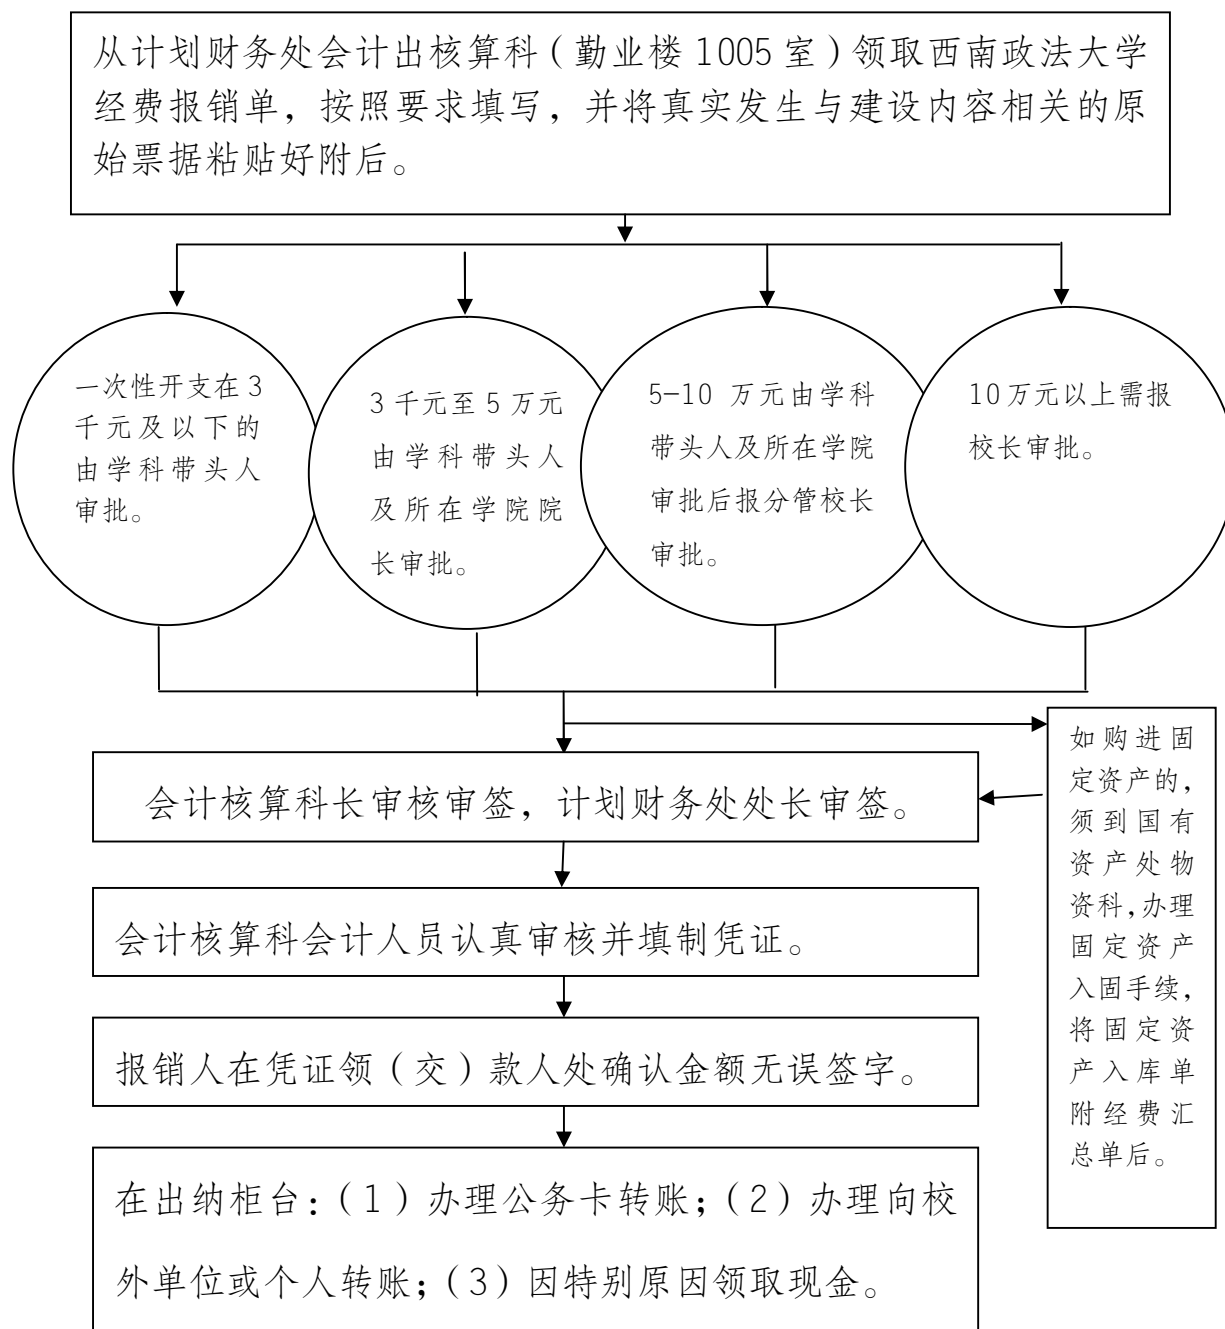 从计划财务处会计出核算科（勤业楼 1005 室）领取西南政法大学
经费报销单，按照要求填写，并将真实发生与建设内容相关的原
始票据粘贴好附后。
一次性开支在 3
千元及以下的
由学科带头人
审批。
3 千元至 5 万元
由学科带头人
及所在学院院
长审批。
5-10 万元由学科
带头人及所在学院
审批后报分管校长
审批。
10 万元以上需报
校长审批。
如购进固
定资产的，
须到国有
资产处物
资科，办理
固定资产
入固手续，
将固定资
产入库单
附经费汇
总单后。
会计核算科长审核审签，计划财务处处长审签。
会计核算科会计人员认真审核并填制凭证。
报销人在凭证领（交）款人处确认金额无误签字。
在出纳柜台：（1）办理公务卡转账；（2）办理向校
外单位或个人转账；（3）因特别原因领取现金。